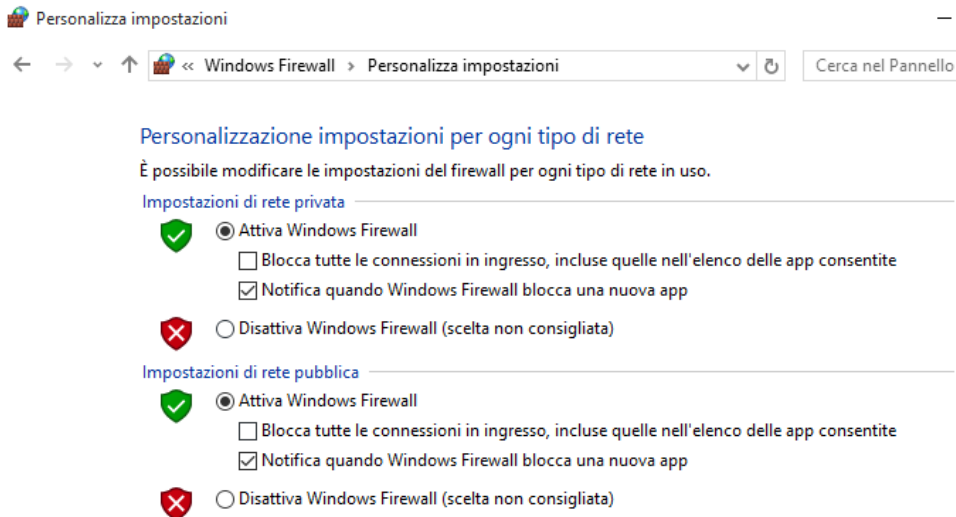 Personalizza impostazioni
« Windows Firewall > Personalizza impostazioni Cerca nel Pannello
Personalizzazione impostazioni per ogni tipo di rete
È possibile modificare le impostazioni del firewall per ogni tipo di rete in uso.
Impostazioni di rete privata
Attiva Windows Firewall
Blocca tutte le connessioni in ingresso, incluse quelle nell'elenco delle app consentite
Notifica quando Windows Firewall blocca una nuova app
Disattiva Windows Firewall (scelta non consigliata)
Impostazioni di rete pubblica
Attiva Windows Firewall
Blocca tutte le connessioni in ingresso, incluse quelle nell'elenco delle app consentite
Notifica quando Windows Firewall blocca una nuova app
Disattiva Windows Firewall (scelta non consigliata)